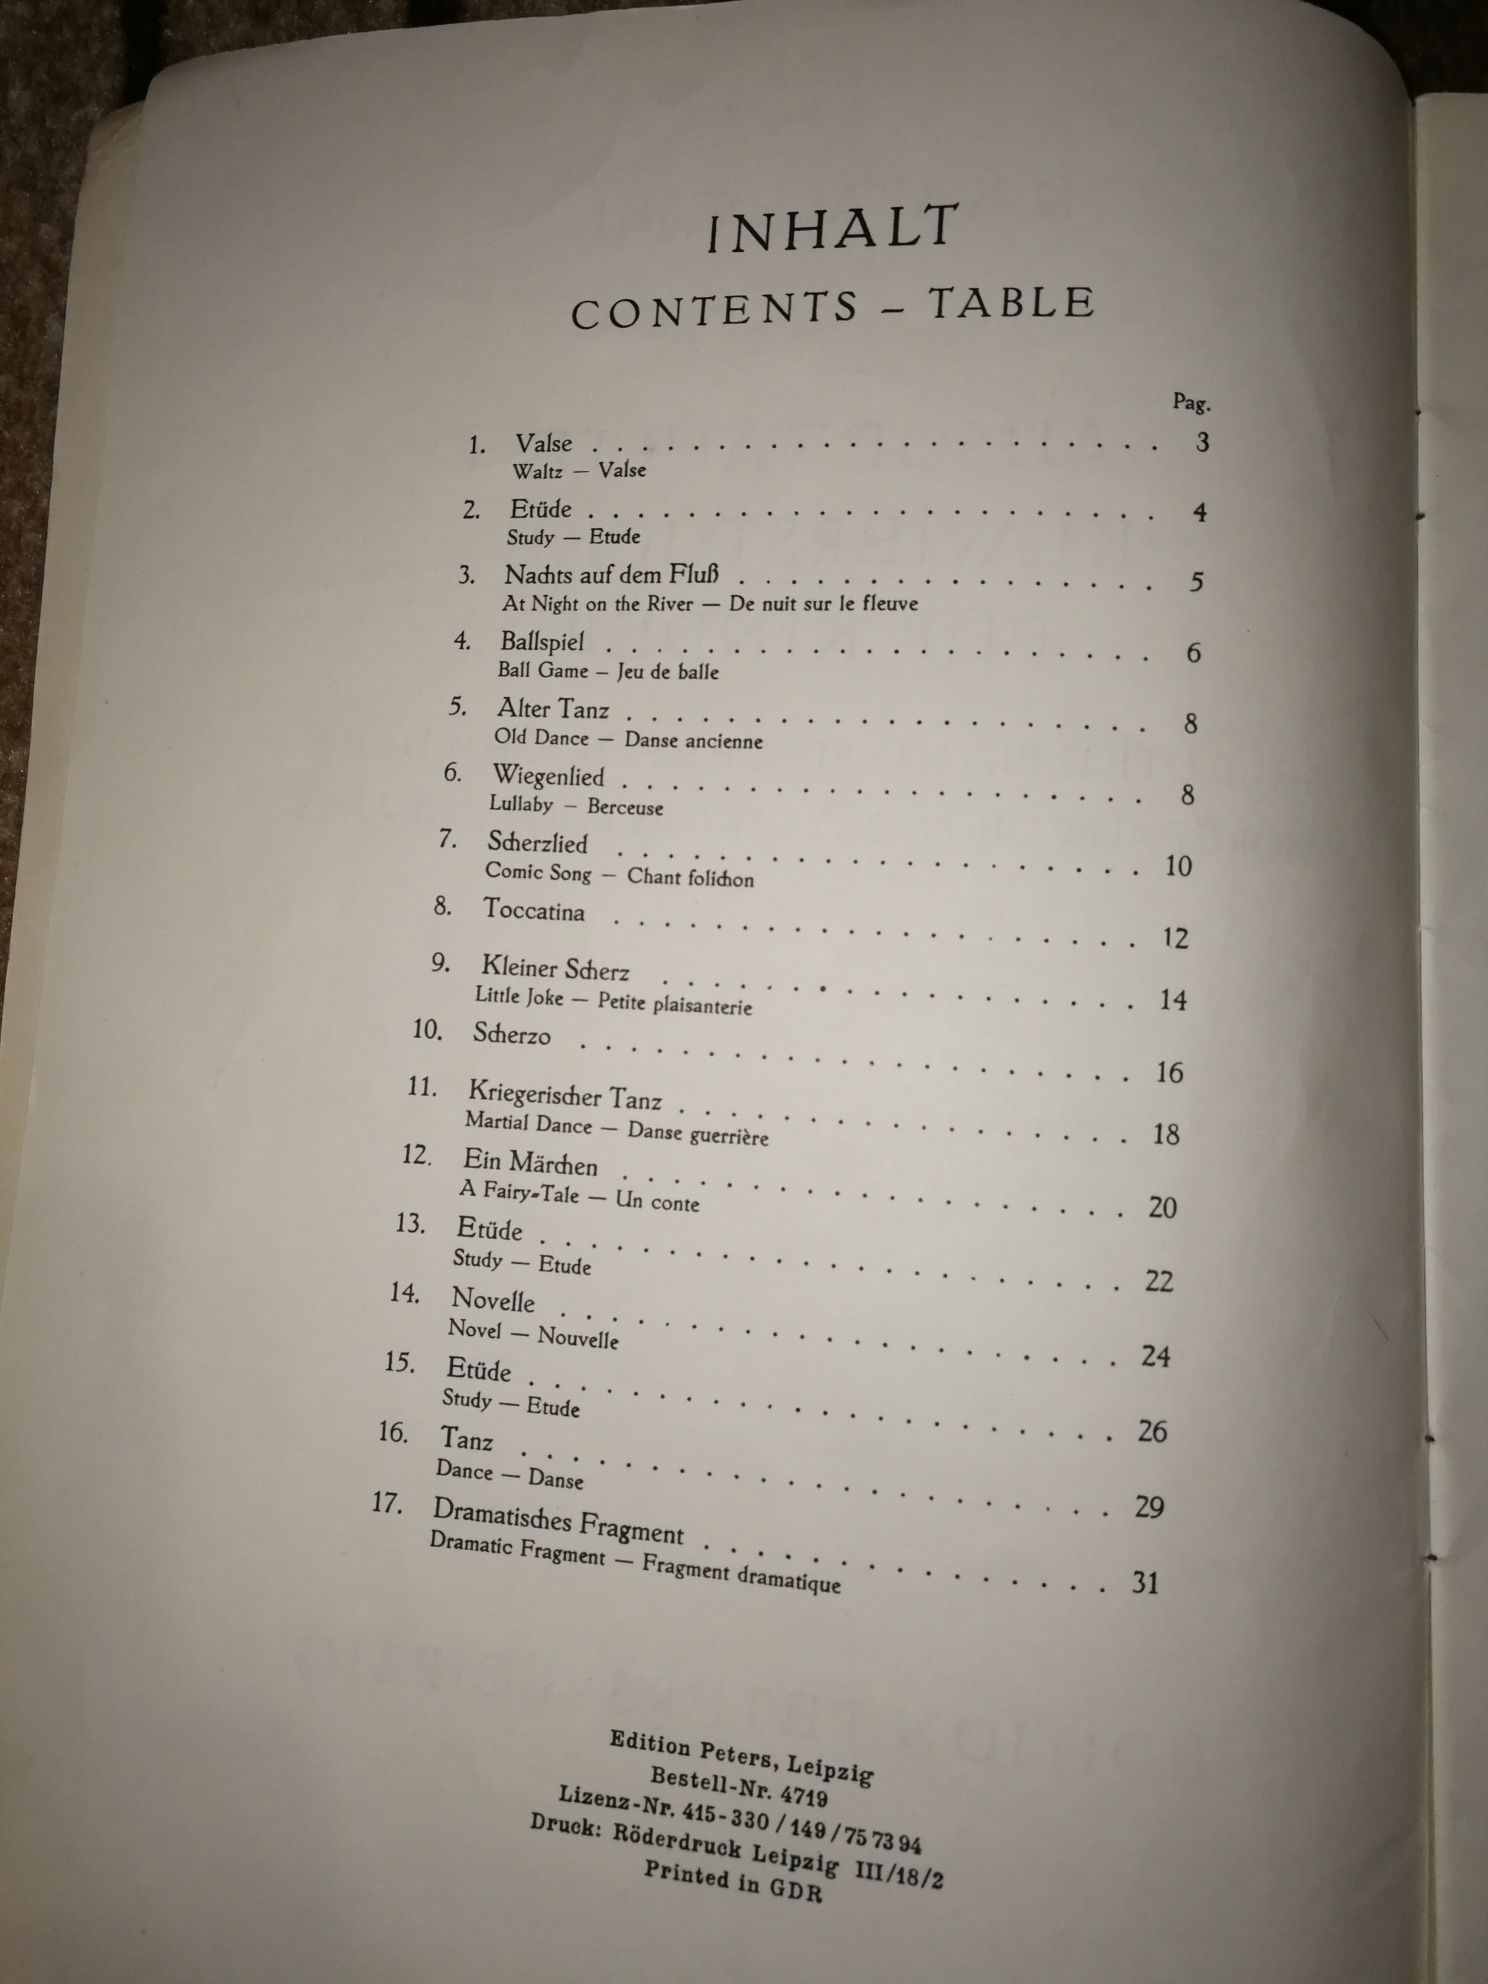 INHALT
CONTENTS – TABLE
Pag.
1. Valse . . . . . . . . . . . . . . . . . . . . . . . 3
Waltz — Valse
2. Etüde . . . . . . . . . . . . . . . . . . . . . . . 4
Study — Etude
3. Nachts auf dem Fluß . . . . . . . . . . . . . . . . . 5
At Night on the River — De nuit sur le fleuve
4. Ballspiel . . . . . . . . . . . . . . . . . . . . . . 6
Ball Game — Jeu de balle
5. Alter Tanz . . . . . . . . . . . . . . . . . . . . . 8
Old Dance — Danse ancienne
6. Wiegenlied . . . . . . . . . . . . . . . . . . . . . 8
Lullaby — Berceuse
7. Scherzlied . . . . . . . . . . . . . . . . . . . . . 10
Comic Song — Chant folichon
8. Toccatina . . . . . . . . . . . . . . . . . . . . . 12
9. Kleiner Scherz . . . . . . . . . . . . . . . . . . . 14
Little Joke — Petite plaisanterie
10. Scherzo . . . . . . . . . . . . . . . . . . . . . . 16
11. Kriegerischer Tanz . . . . . . . . . . . . . . . . . 18
Martial Dance — Danse guerrière
12. Ein Märchen . . . . . . . . . . . . . . . . . . . . 20
A Fairy-Tale — Un conte
13. Etüde . . . . . . . . . . . . . . . . . . . . . . . 22
Study — Etude
14. Novelle . . . . . . . . . . . . . . . . . . . . . . 24
Novel — Nouvelle
15. Etüde . . . . . . . . . . . . . . . . . . . . . . . 26
Study — Etude
16. Tanz . . . . . . . . . . . . . . . . . . . . . . . 29
Dance — Danse
17. Dramatisches Fragment . . . . . . . . . . . . . . . 31
Dramatic Fragment — Fragment dramatique
Edition Peters, Leipzig
Bestell-Nr. 4719
Lizenz-Nr. 415-330/149/75 73 94
Druck: Röderdruck Leipzig III/18/2
Printed in GDR